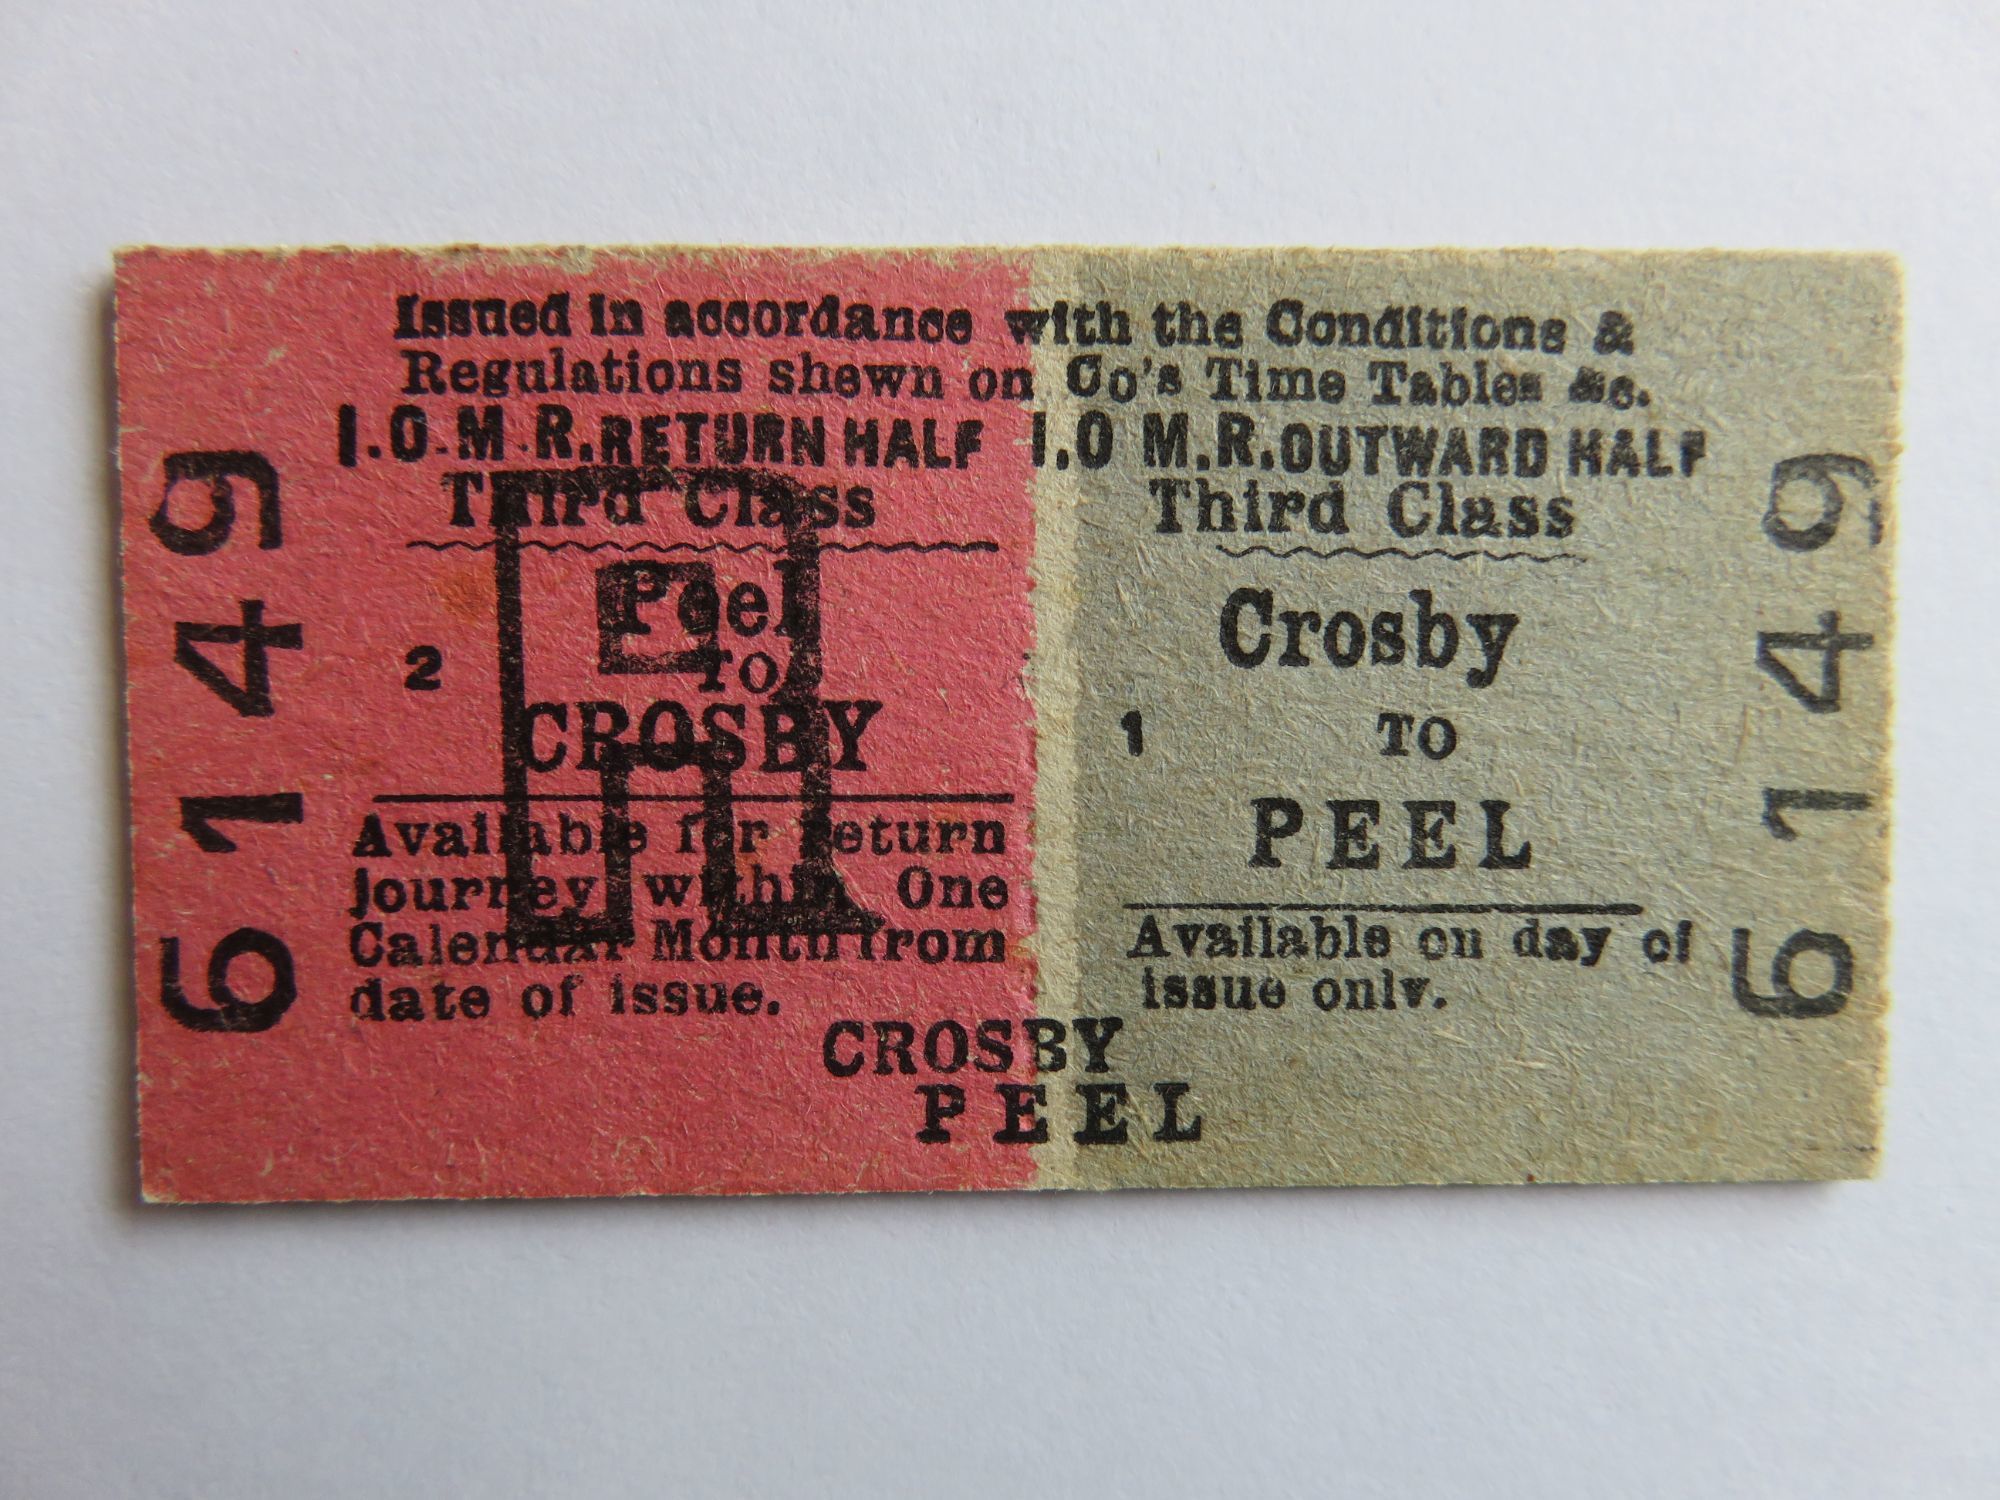 Issued in accordance with the Conditions &
Regulations shewn on Co's Time Tables &c.
I.O.M.R. RETURN HALF
Third Class
Peel
TO
2
CROSBY
Available for return
journey within One
Calendar Month from
date of issue.
R
6149
I.O M.R. OUTWARD HALF
Third Class
Crosby
1
TO
PEEL
Available on day of
issue only.
6149
CROSBY
PEEL